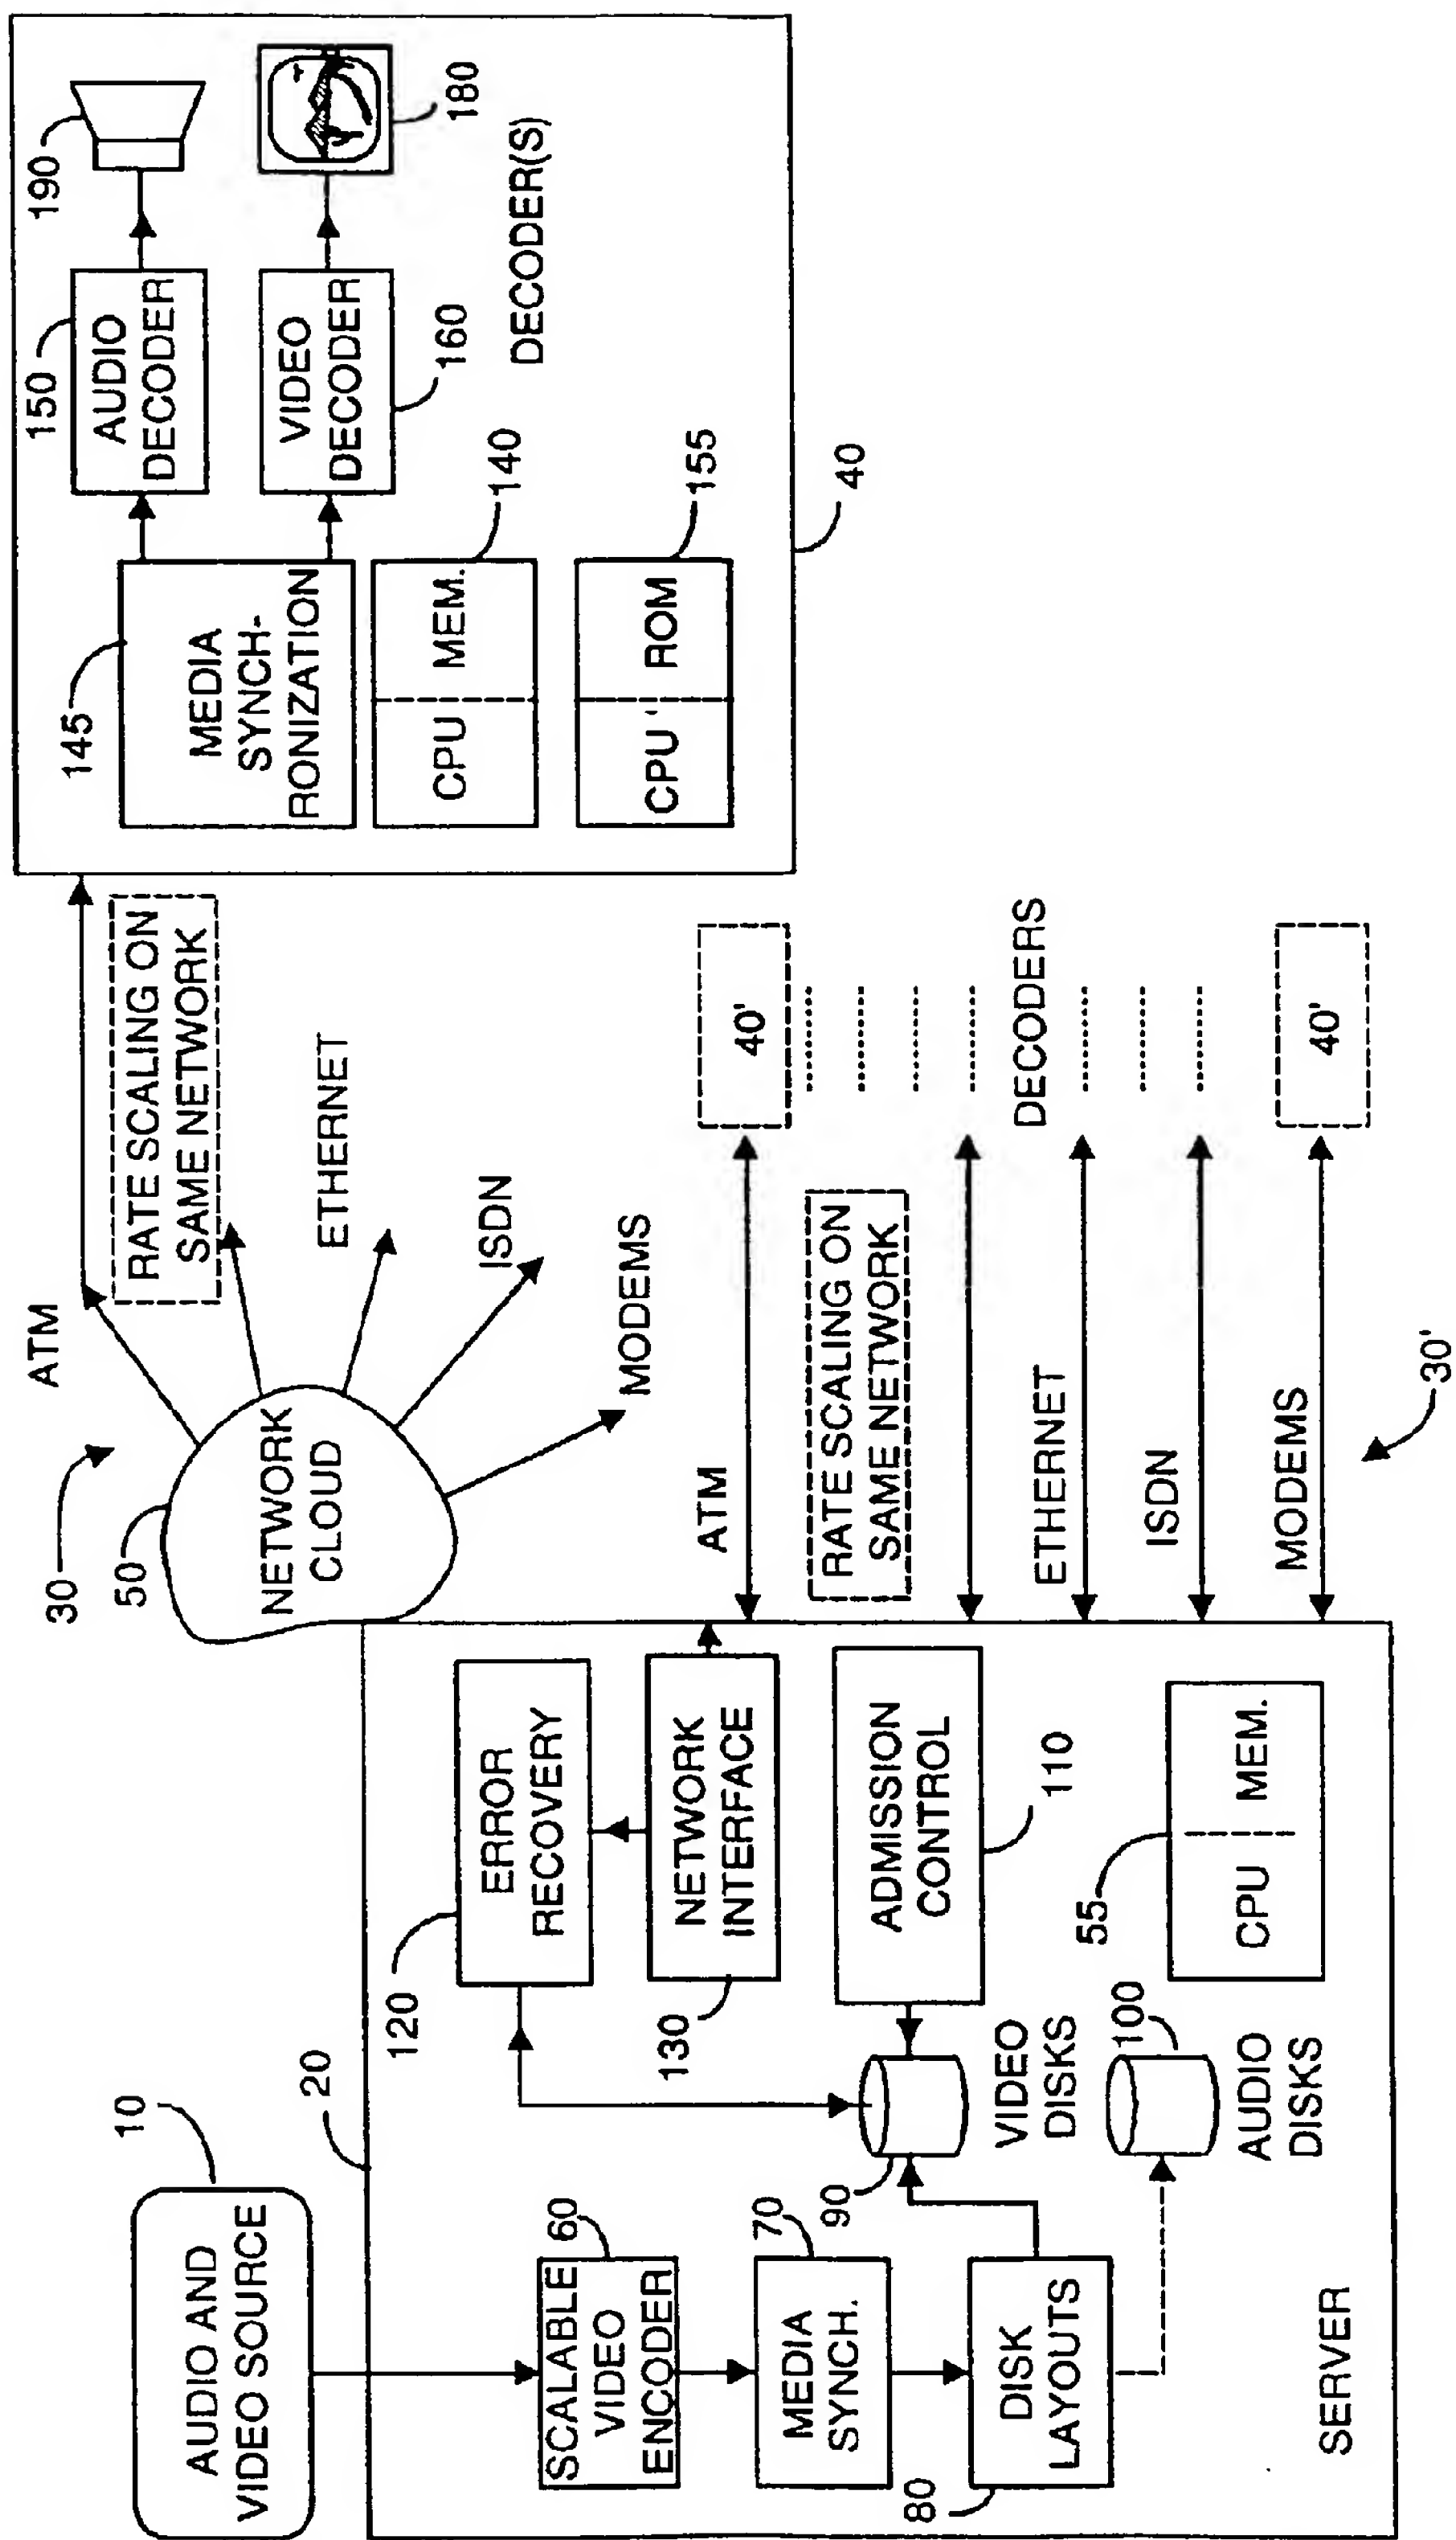 10
AUDIO AND
VIDEO SOURCE
20
SCALABLE
VIDEO
ENCODER
60
MEDIA
SYNCH.
70
DISK
LAYOUTS
80
90
VIDEO
DISKS
100
AUDIO
DISKS
SERVER
120
ERROR
RECOVERY
130
NETWORK
INTERFACE
ADMISSION
CONTROL
110
55
CPU
MEM.
30
50
NETWORK
CLOUD
ATM
RATE SCALING ON
SAME NETWORK
ETHERNET
ISDN
MODEMS
ATM
RATE SCALING ON
SAME NETWORK
ETHERNET
ISDN
MODEMS
30'
40'
DECODERS
40'
145
MEDIA
SYNCH-
RONIZATION
CPU
MEM.
140
CPU '
ROM
155
40
150
AUDIO
DECODER
VIDEO
DECODER
160
190
180
DECODER(S)